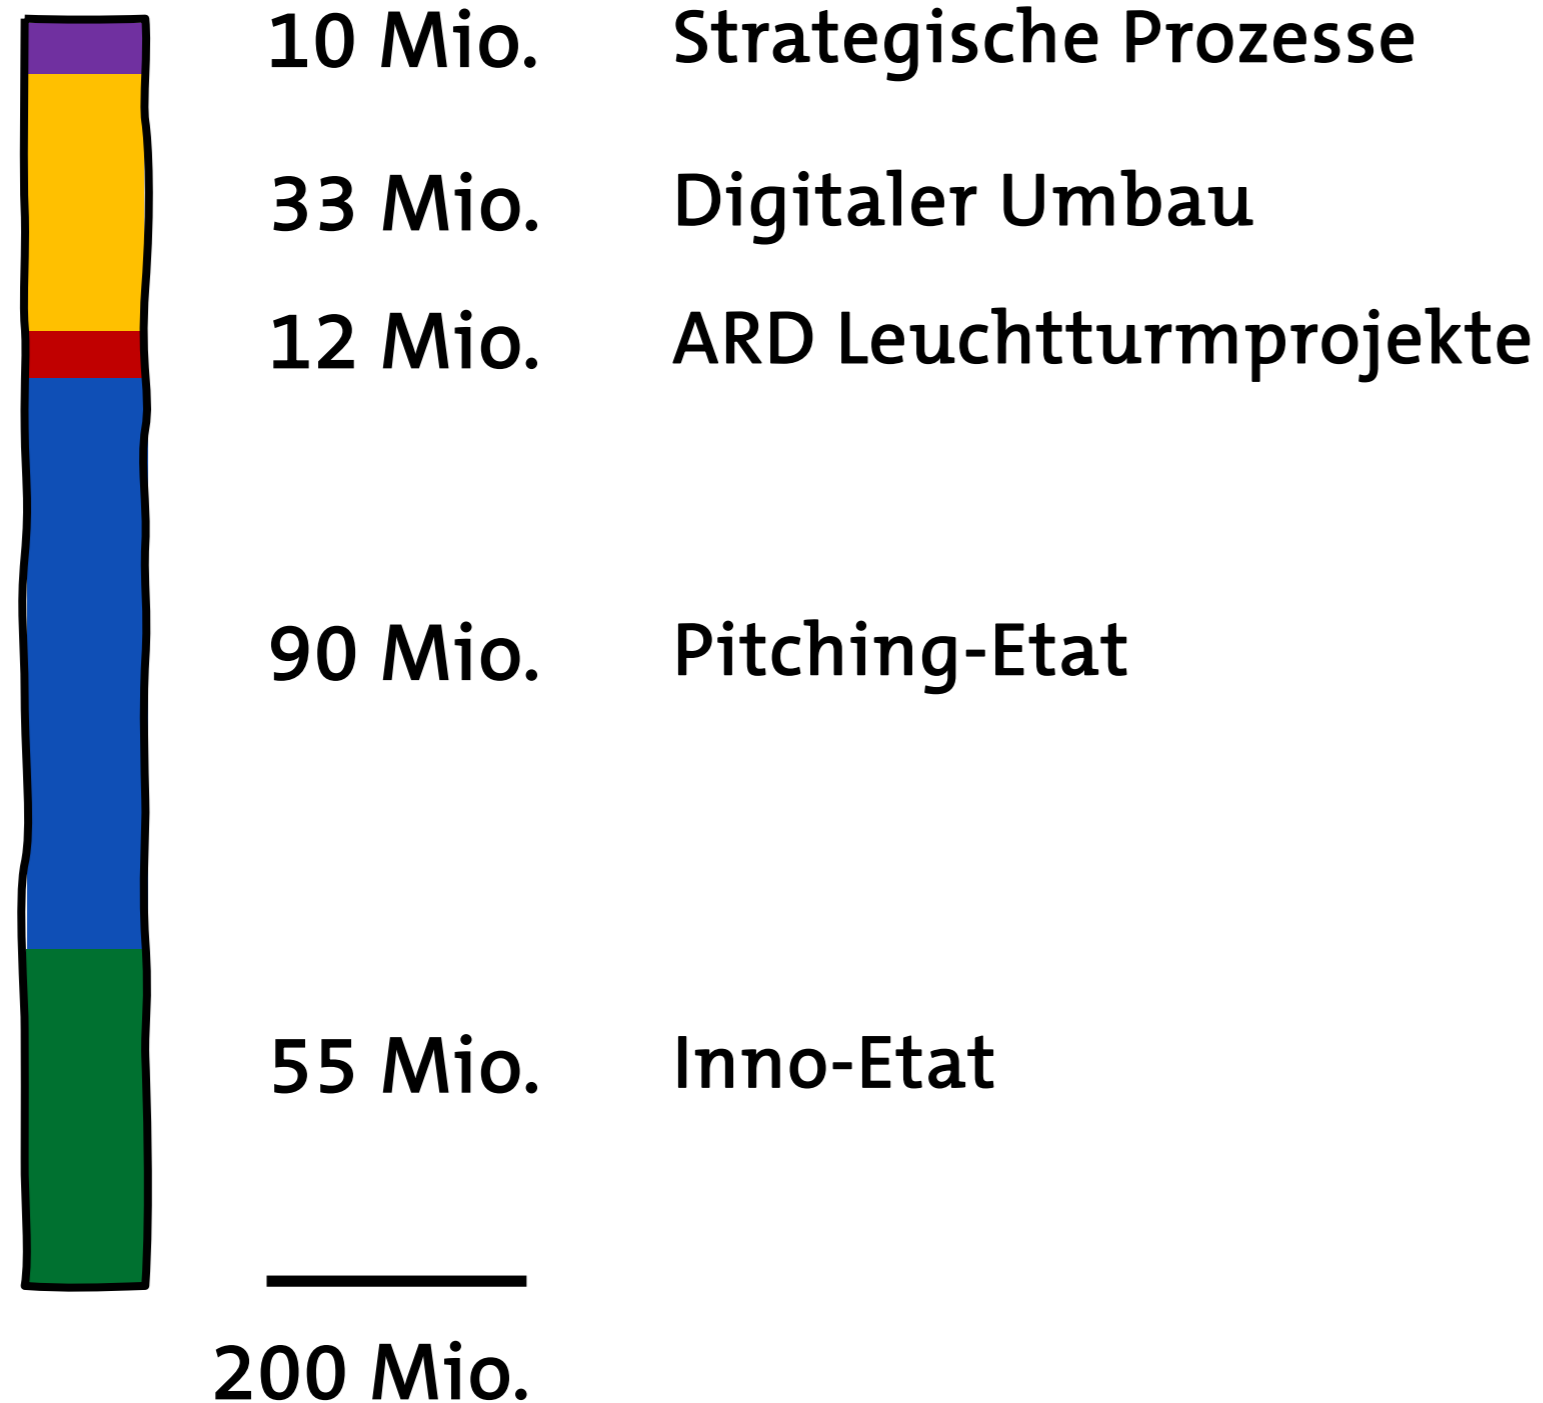 10 Mio. Strategische Prozesse
33 Mio. Digitaler Umbau
12 Mio. ARD Leuchtturmprojekte
90 Mio. Pitching-Etat
55 Mio. Inno-Etat
200 Mio.